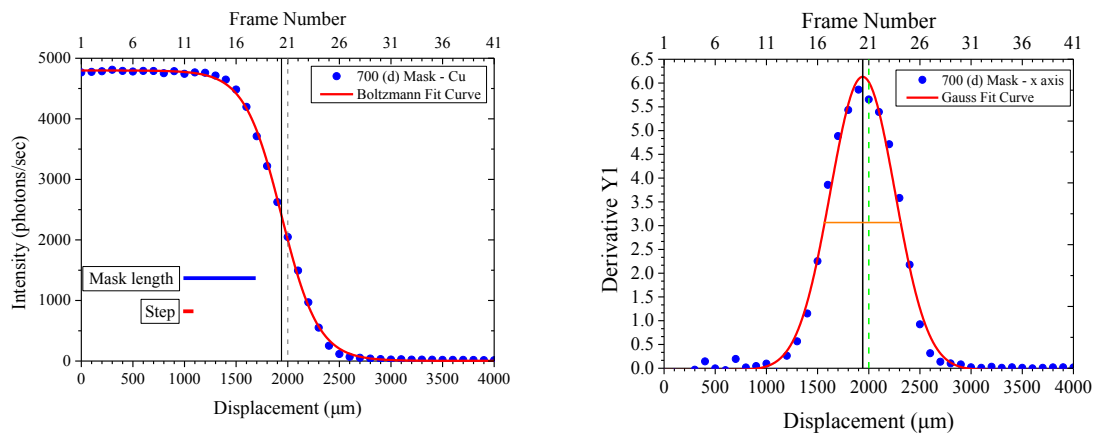 Frame Number
1 6 11 16 21 26 31 36 41
5000
4000
3000
2000
1000
0
Intensity (photons/sec)
700 (d) Mask - Cu
Boltzmann Fit Curve
Mask length
Step
0 500 1000 1500 2000 2500 3000 3500 4000
Displacement (μm)
Frame Number
1 6 11 16 21 26 31 36 41
6.5
6.0
5.5
5.0
4.5
4.0
3.5
3.0
2.5
2.0
1.5
1.0
0.5
0.0
Derivative Y1
700 (d) Mask - x axis
Gauss Fit Curve
0 500 1000 1500 2000 2500 3000 3500 4000
Displacement (μm)